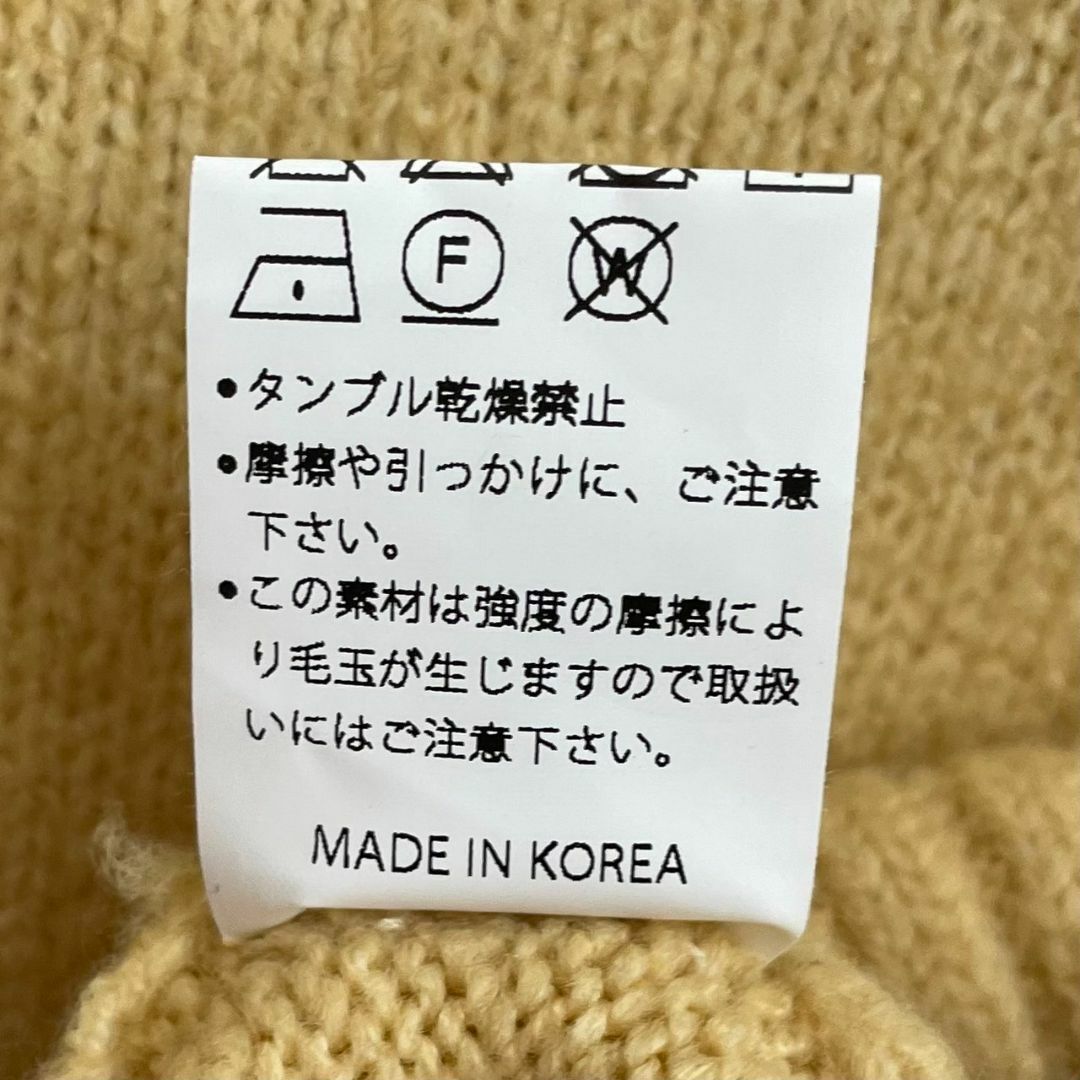 F W
•タンブル乾燥禁止
•摩擦や引っかけに、ご注意
下さい。
•この素材は強度の摩擦によ
り毛玉が生じますので取扱
いにはご注意下さい。
MADE IN KOREA